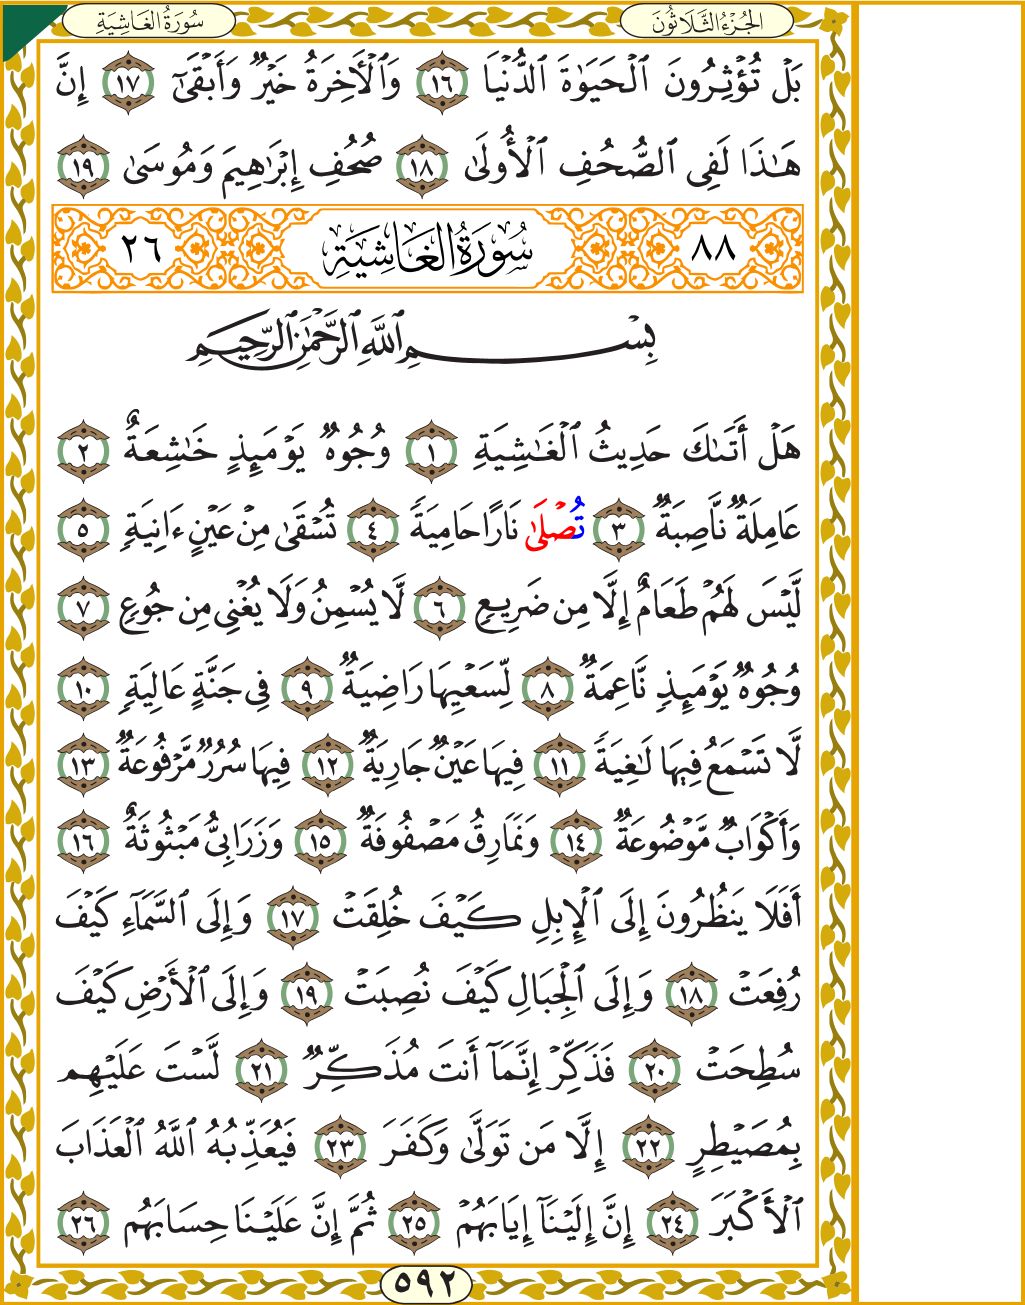 سُورَةُ الغَاشِيَةِ
الجُزْءُ الثَّلَاثُونَ
بَلْ تُؤْثِرُونَ ٱلْحَيَوٰةَ ٱلدُّنْيَا ١٦ وَٱلْأٓخِرَةُ خَيْرٌ وَأَبْقَىٰٓ ١٧ إِنَّ
هَٰذَا لَفِى ٱلصُّحُفِ ٱلْأُولَىٰ ١٨ صُحُفِ إِبْرَٰهِيمَ وَمُوسَىٰ ١٩
٨٨ سُورَةُ الغَاشِيَةِ ٢٦
بِسْمِ ٱللَّهِ ٱلرَّحْمَٰنِ ٱلرَّحِيمِ
هَلْ أَتَىٰكَ حَدِيثُ ٱلْغَٰشِيَةِ ١ وُجُوهٌ يَوْمَئِذٍ خَٰشِعَةٌ ٢
عَامِلَةٌ نَّاصِبَةٌ ٣ تُصْلَىٰ نَارًا حَامِيَةً ٤ تُسْقَىٰ مِنْ عَيْنٍ ءَانِيَةٍ ٥
لَّيْسَ لَهُمْ طَعَامٌ إِلَّا مِن ضَرِيعٍ ٦ لَّا يُسْمِنُ وَلَا يُغْنِى مِن جُوعٍ ٧
وُجُوهٌ يَوْمَئِذٍ نَّاعِمَةٌ ٨ لِّسَعْيِهَا رَاضِيَةٌ ٩ فِى جَنَّةٍ عَالِيَةٍ ١٠
لَّا تَسْمَعُ فِيهَا لَٰغِيَةً ١١ فِيهَا عَيْنٌ جَارِيَةٌ ١٢ فِيهَا سُرُرٌ مَّرْفُوعَةٌ ١٣
وَأَكْوَابٌ مَّوْضُوعَةٌ ١٤ وَنَمَارِقُ مَصْفُوفَةٌ ١٥ وَزَرَابِىُّ مَبْثُوثَةٌ ١٦
أَفَلَا يَنظُرُونَ إِلَى ٱلْإِبِلِ كَيْفَ خُلِقَتْ ١٧ وَإِلَى ٱلسَّمَآءِ كَيْفَ
رُفِعَتْ ١٨ وَإِلَى ٱلْجِبَالِ كَيْفَ نُصِبَتْ ١٩ وَإِلَى ٱلْأَرْضِ كَيْفَ
سُطِحَتْ ٢٠ فَذَكِّرْ إِنَّمَآ أَنتَ مُذَكِّرٌ ٢١ لَّسْتَ عَلَيْهِم
بِمُصَيْطِرٍ ٢٢ إِلَّا مَن تَوَلَّىٰ وَكَفَرَ ٢٣ فَيُعَذِّبُهُ ٱللَّهُ ٱلْعَذَابَ
ٱلْأَكْبَرَ ٢٤ إِنَّ إِلَيْنَآ إِيَابَهُمْ ٢٥ ثُمَّ إِنَّ عَلَيْنَا حِسَابَهُم ٢٦
٥٩٢